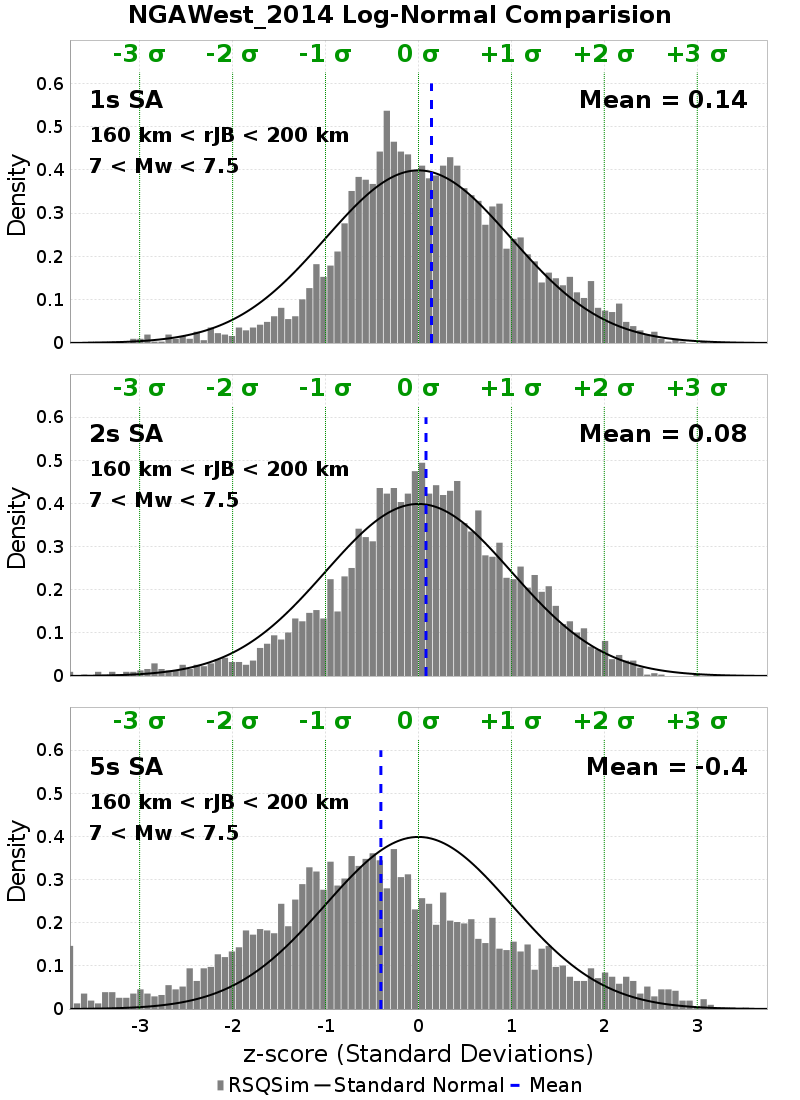 NGAWest_2014 Log-Normal Comparision
-3 σ -2 σ -1 σ 0 σ +1 σ +2 σ +3 σ
0.6
1s SA Mean = 0.14
0.5
160 km < rJB < 200 km
7 < Mw < 7.5
0.4
Density
0.3
0.2
0.1
0
-3 σ -2 σ -1 σ 0 σ +1 σ +2 σ +3 σ
0.6
2s SA Mean = 0.08
0.5
160 km < rJB < 200 km
7 < Mw < 7.5
0.4
Density
0.3
0.2
0.1
0
-3 σ -2 σ -1 σ 0 σ +1 σ +2 σ +3 σ
0.6
5s SA Mean = -0.4
0.5
160 km < rJB < 200 km
7 < Mw < 7.5
0.4
Density
0.3
0.2
0.1
0
-3 -2 -1 0 1 2 3
z-score (Standard Deviations)
RSQSim Standard Normal Mean